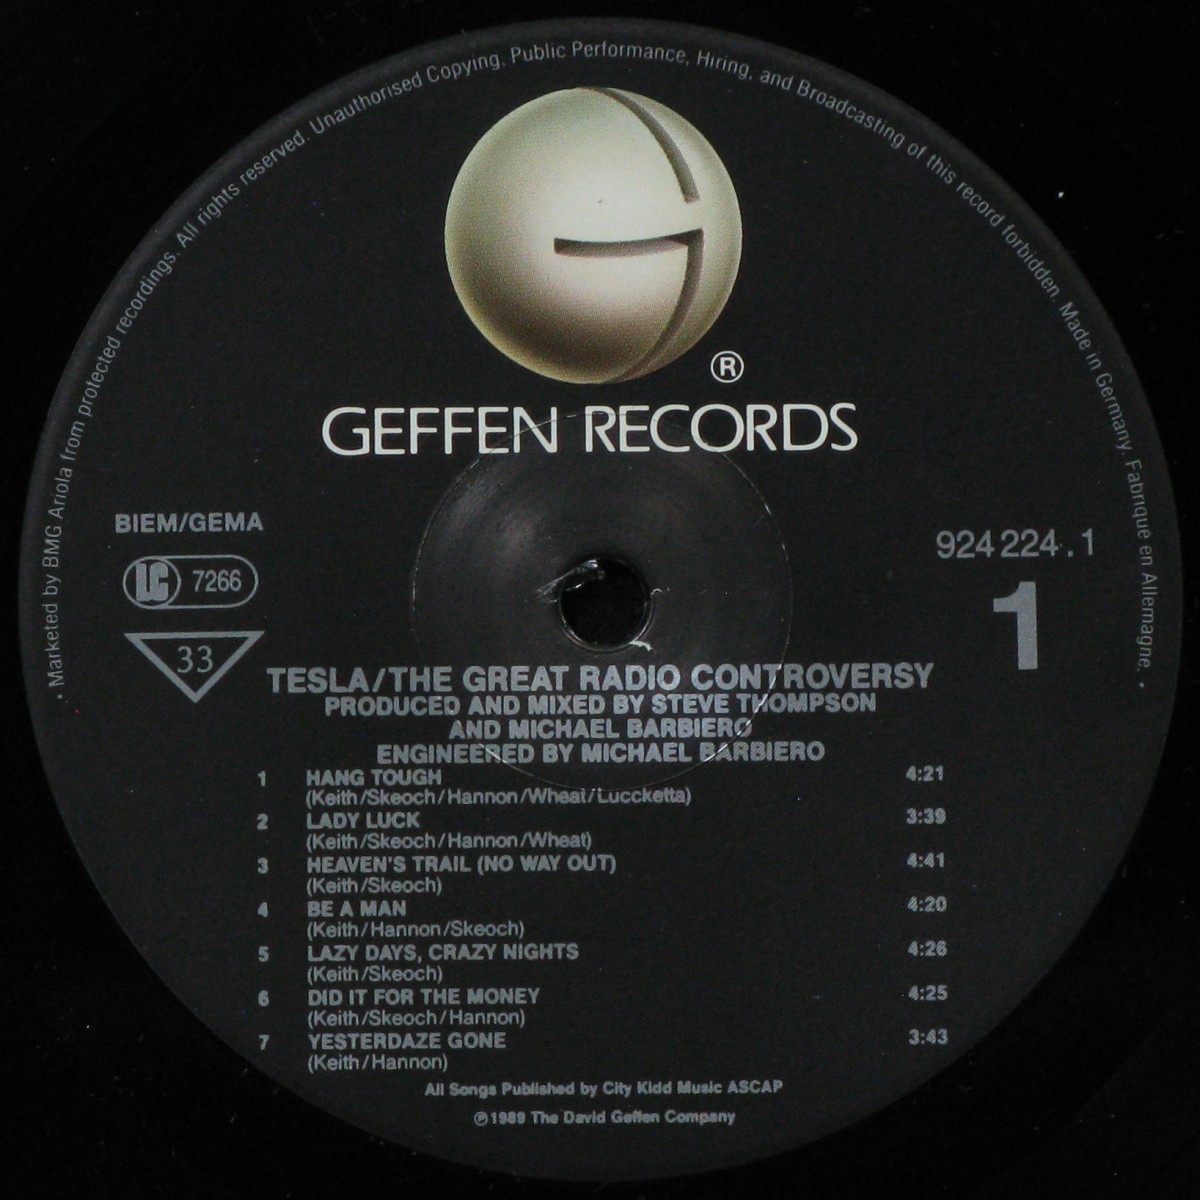 • Marketed by BMG Ariola from protected recordings. All rights reserved. Unauthorised Copying, Public Performance, Hiring, and Broadcasting of this record forbidden. Made in Germany, Fabriqué en Allemagne. •
®
GEFFEN RECORDS
BIEM/GEMA
LC 7266
33
924 224.1
1
TESLA/THE GREAT RADIO CONTROVERSY
PRODUCED AND MIXED BY STEVE THOMPSON
AND MICHAEL BARBIERO
ENGINEERED BY MICHAEL BARBIERO
1 HANG TOUGH 4:21
(Keith/Skeoch/Hannon/Wheat/Luccketta)
2 LADY LUCK 3:39
(Keith/Skeoch/Hannon/Wheat)
3 HEAVEN'S TRAIL (NO WAY OUT) 4:41
(Keith/Skeoch)
4 BE A MAN 4:20
(Keith/Hannon/Skeoch)
5 LAZY DAYS, CRAZY NIGHTS 4:26
(Keith/Skeoch)
6 DID IT FOR THE MONEY 4:25
(Keith/Skeoch/Hannon)
7 YESTERDAZE GONE 3:43
(Keith/Hannon)
All Songs Published by City Kidd Music ASCAP
℗1989 The David Geffen Company